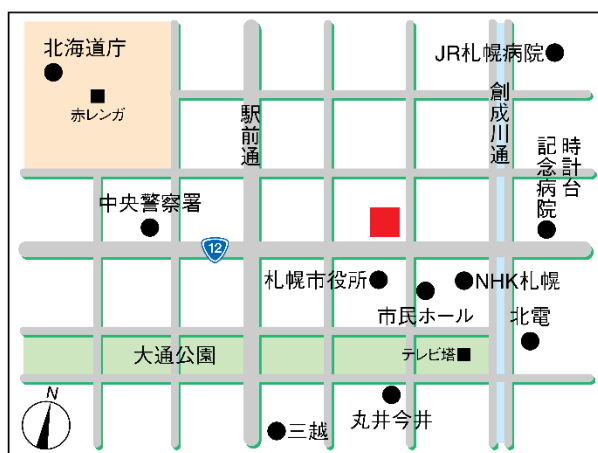 北海道庁
赤レンガ
駅前通
JR札幌病院
創成川通
時計台
記念病院
中央警察署
12
札幌市役所
NHK札幌
市民ホール
北電
大通公園
テレビ塔
丸井今井
三越
N